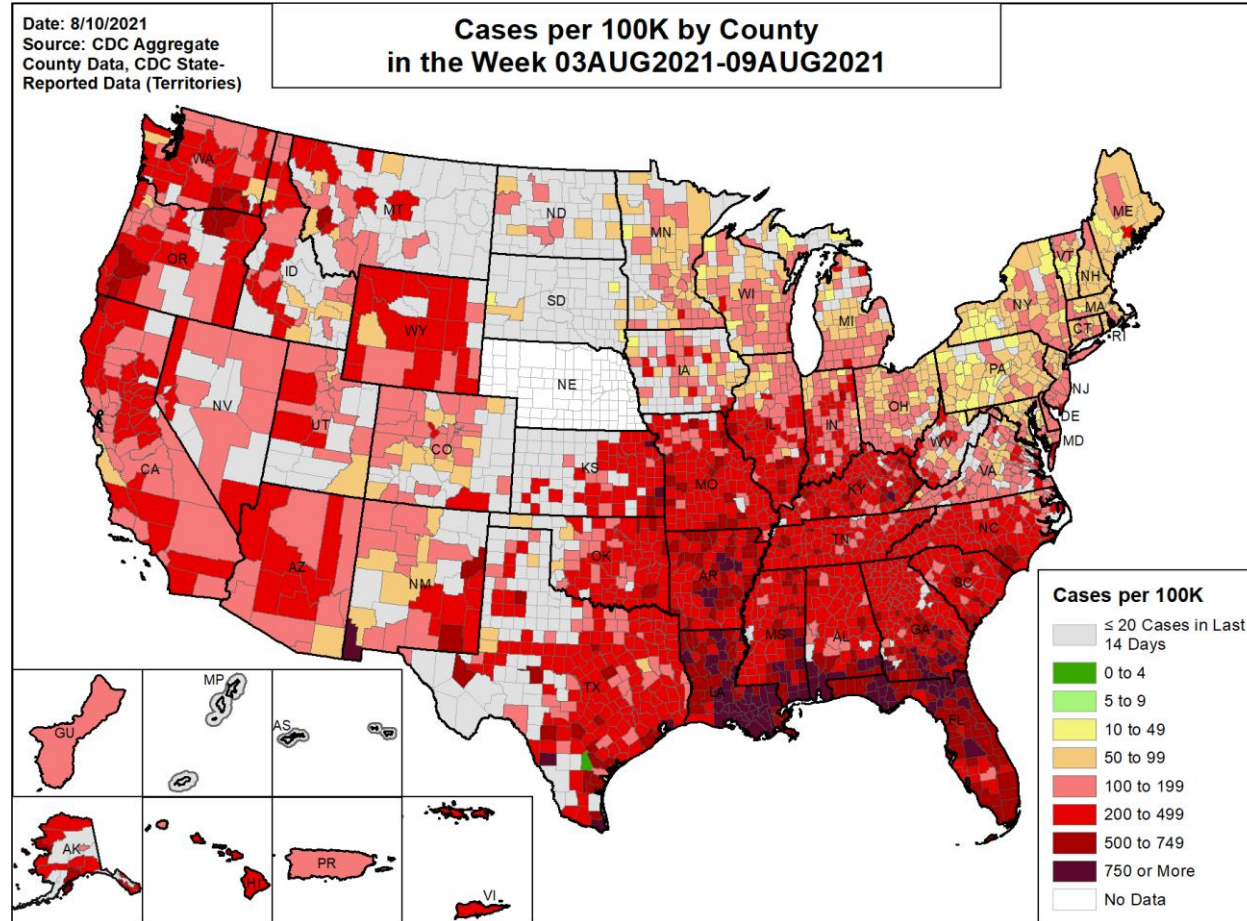 Date: 8/10/2021
Source: CDC Aggregate
County Data, CDC State-
Reported Data (Territories)
Cases per 100K by County
in the Week 03AUG2021-09AUG2021
WA
MT
ND
MN
ME
OR
ID
SD
WI
MI
VT
NH
NY
MA
CT
RI
WY
IA
PA
NJ
NE
NV
UT
CO
IL
IN
OH
DE
MD
WV
VA
CA
KS
MO
KY
AZ
NM
OK
AR
TN
NC
SC
MS
AL
GA
TX
LA
FL
GU
MP
AS
AK
HI
PR
VI
Cases per 100K
≤ 20 Cases in Last
14 Days
0 to 4
5 to 9
10 to 49
50 to 99
100 to 199
200 to 499
500 to 749
750 or More
No Data